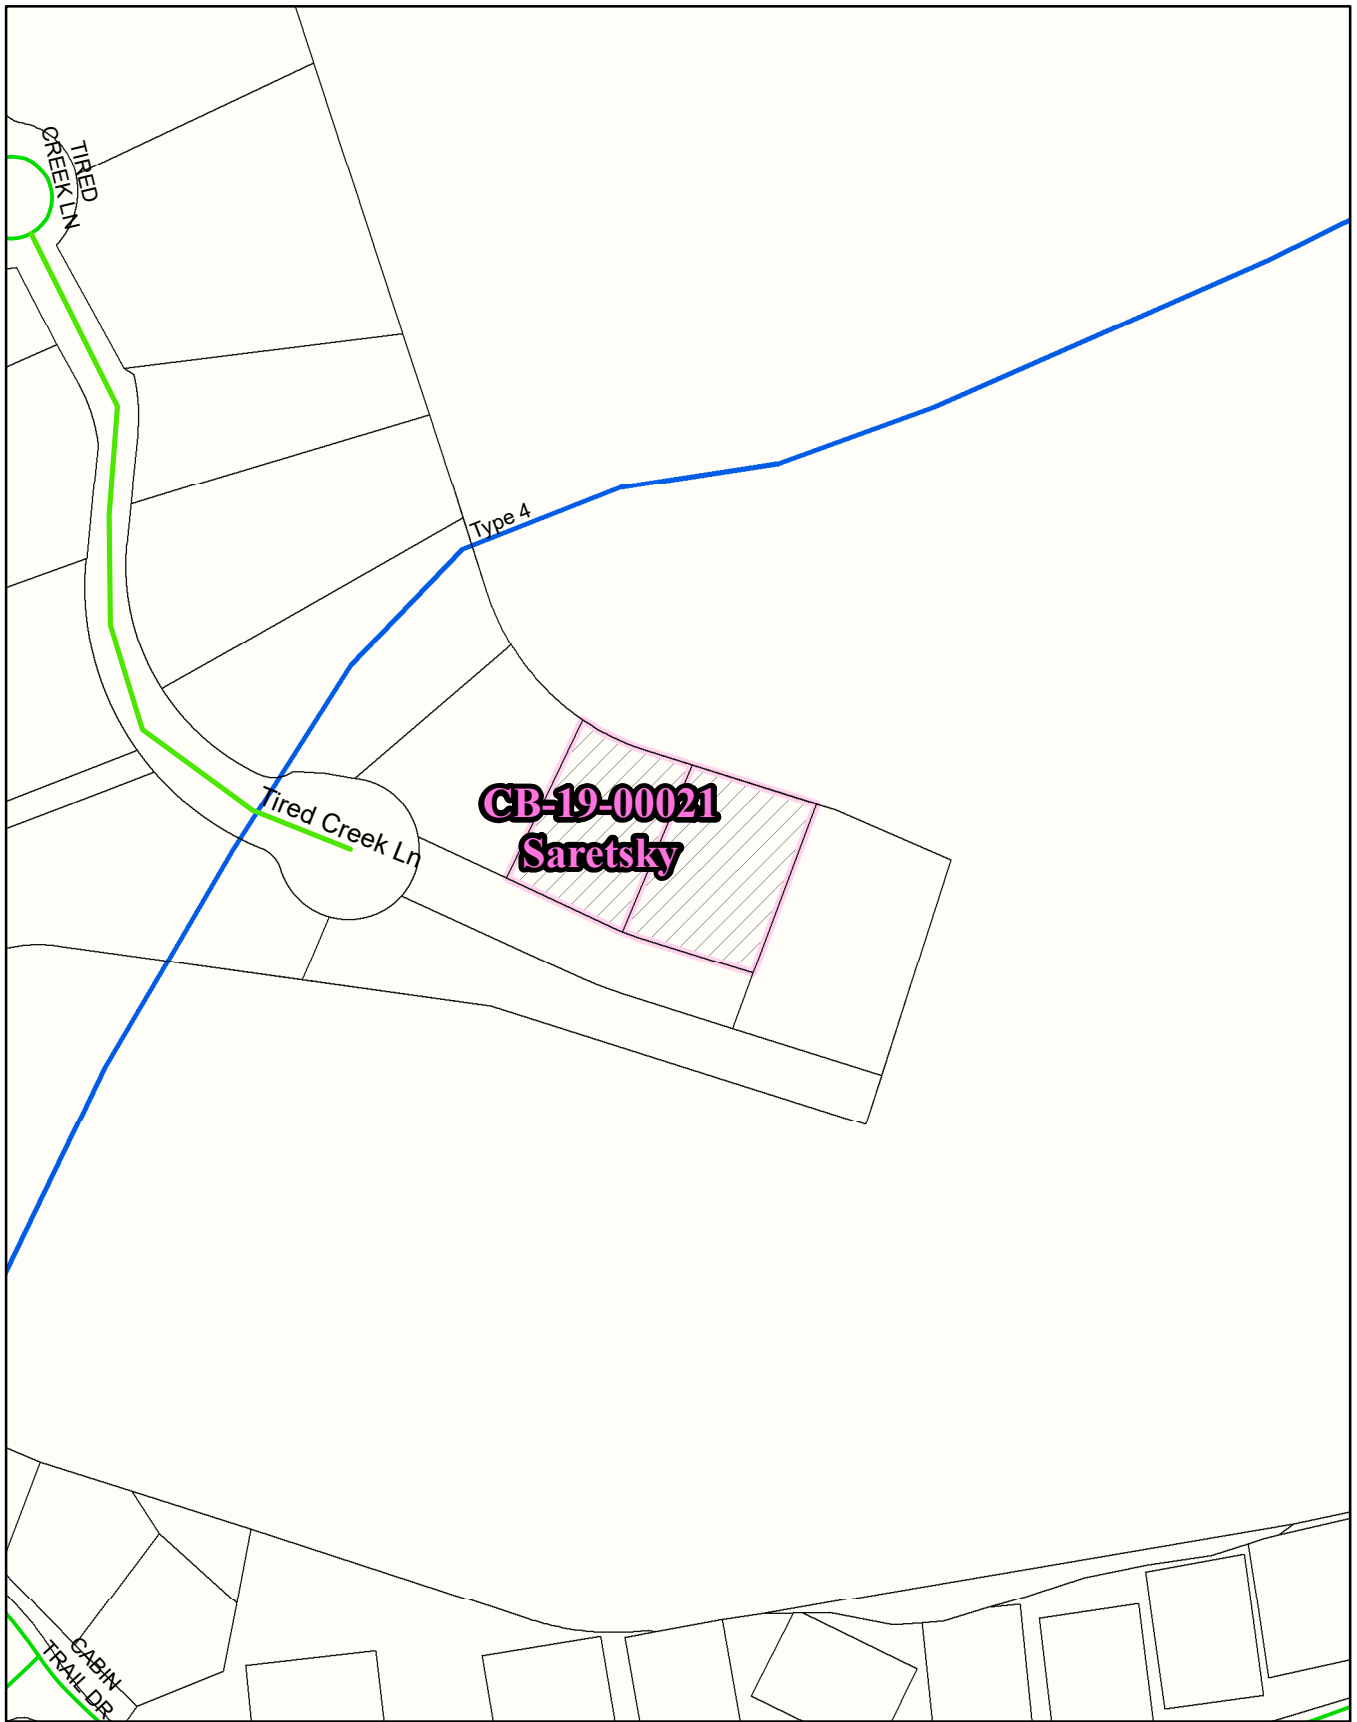 TIRED
CREEK LN
Type 4
Tired Creek Ln
CB-19-00021
Saretsky
CABIN
TRAIL DR